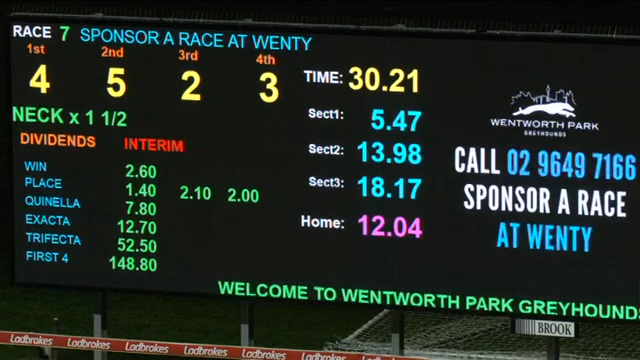 RACE 7 SPONSOR A RACE AT WENTY
1st 2nd 3rd 4th
4 5 2 3
NECK x 1 1/2
DIVIDENDS INTERIM
WIN 2.60
PLACE 1.40 2.10 2.00
QUINELLA 7.80
EXACTA 12.70
TRIFECTA 52.50
FIRST 4 148.80
TIME: 30.21
Sect1: 5.47
Sect2: 13.98
Sect3: 18.17
Home: 12.04
WENTWORTH PARK
GREYHOUNDS
CALL 02 9649 7166
SPONSOR A RACE
AT WENTY
WELCOME TO WENTWORTH PARK GREYHOUNDS
BROOK
Ladbrokes Ladbrokes Ladbrokes Ladbrokes Ladbrokes